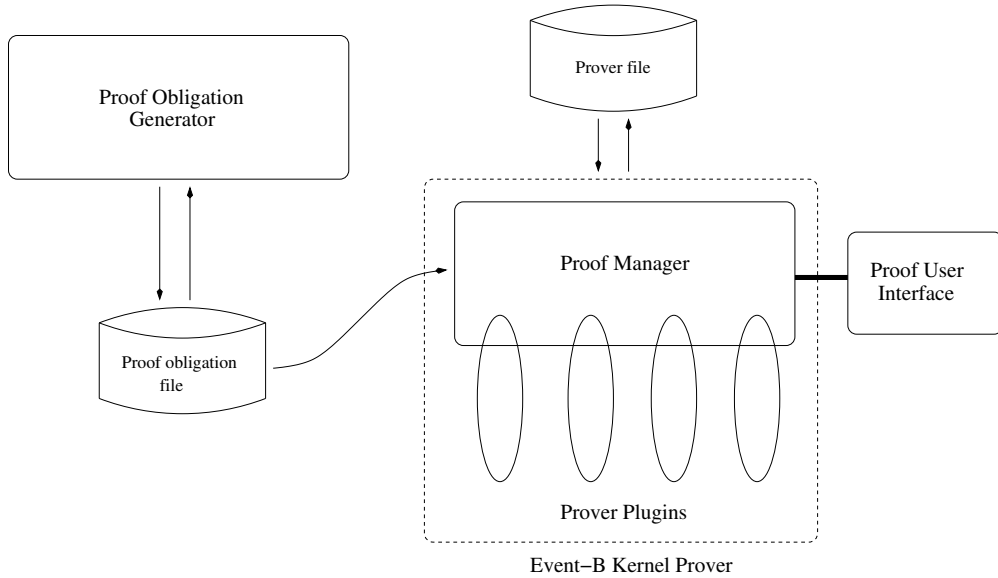 Proof Obligation
Generator
Prover file
Proof Manager
Proof User
Interface
Proof obligation
file
Prover Plugins
Event−B Kernel Prover